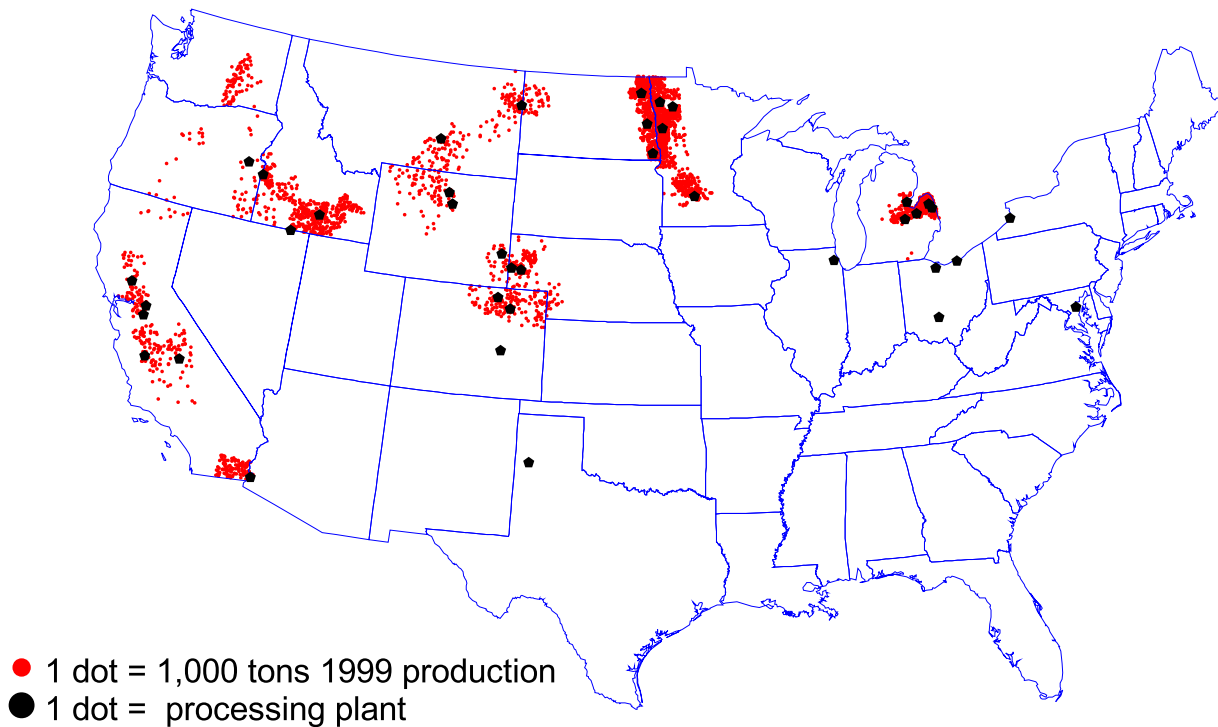 1 dot = 1,000 tons 1999 production
1 dot = processing plant